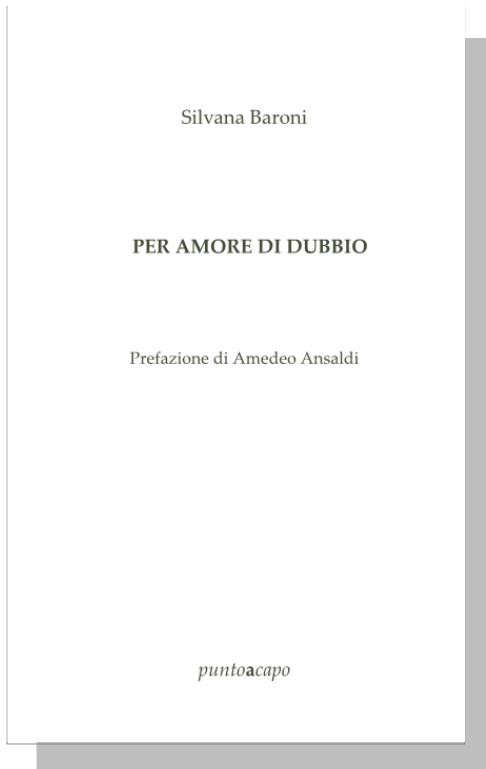 Silvana Baroni
PER AMORE DI DUBBIO
Prefazione di Amedeo Ansaldi
puntoacapo